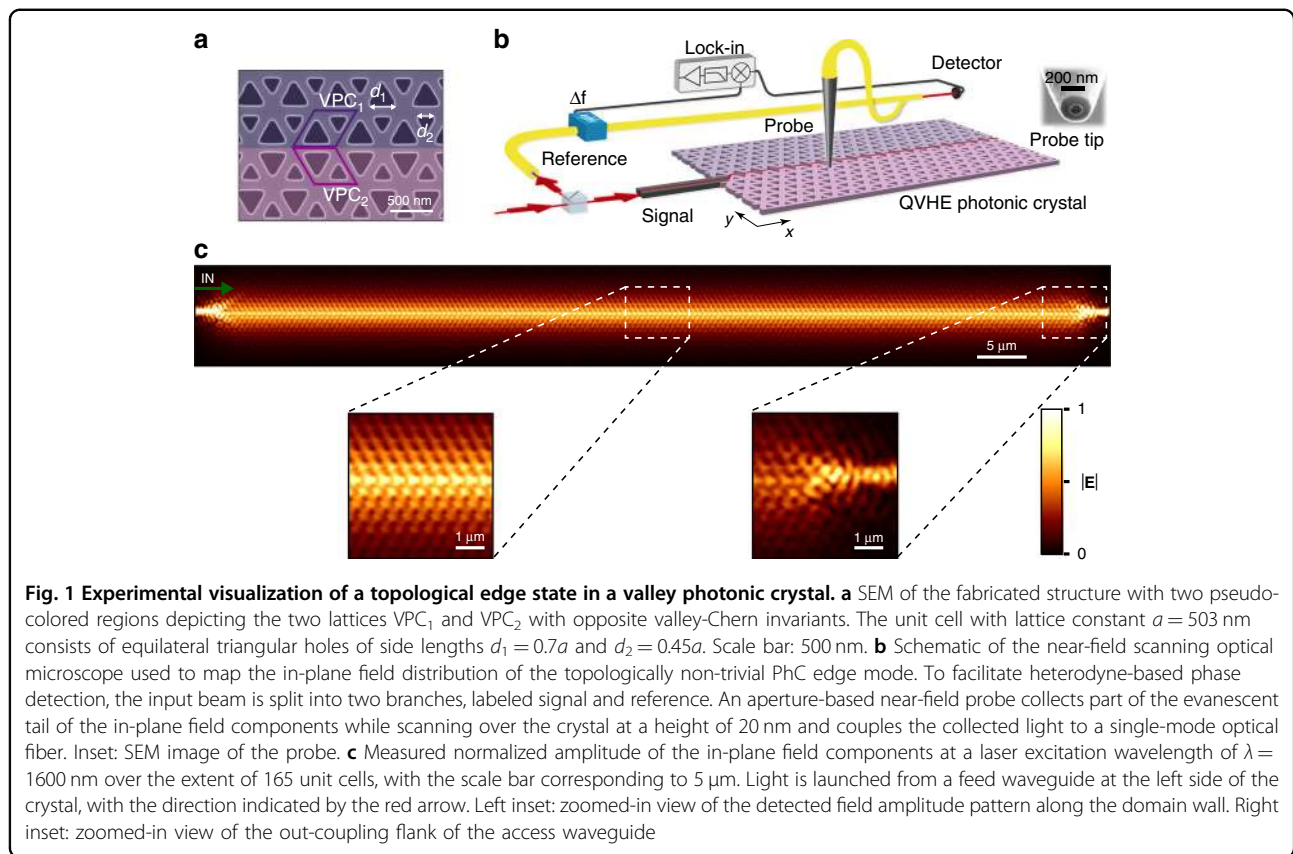 a
VPC1
d1
d2
VPC2
500 nm
b
Lock-in
Detector
Δf
200 nm
Probe
Probe tip
Reference
QVHE photonic crystal
Signal
y
x
c
IN
5 μm
1
|E|
0
1 μm
1 μm
Fig. 1 Experimental visualization of a topological edge state in a valley photonic crystal. a SEM of the fabricated structure with two pseudo-
colored regions depicting the two lattices VPC1 and VPC2 with opposite valley-Chern invariants. The unit cell with lattice constant a = 503 nm
consists of equilateral triangular holes of side lengths d1 = 0.7a and d2 = 0.45a. Scale bar: 500 nm. b Schematic of the near-field scanning optical
microscope used to map the in-plane field distribution of the topologically non-trivial PhC edge mode. To facilitate heterodyne-based phase
detection, the input beam is split into two branches, labeled signal and reference. An aperture-based near-field probe collects part of the evanescent
tail of the in-plane field components while scanning over the crystal at a height of 20 nm and couples the collected light to a single-mode optical
fiber. Inset: SEM image of the probe. c Measured normalized amplitude of the in-plane field components at a laser excitation wavelength of λ =
1600 nm over the extent of 165 unit cells, with the scale bar corresponding to 5 μm. Light is launched from a feed waveguide at the left side of the
crystal, with the direction indicated by the red arrow. Left inset: zoomed-in view of the detected field amplitude pattern along the domain wall. Right
inset: zoomed-in view of the out-coupling flank of the access waveguide